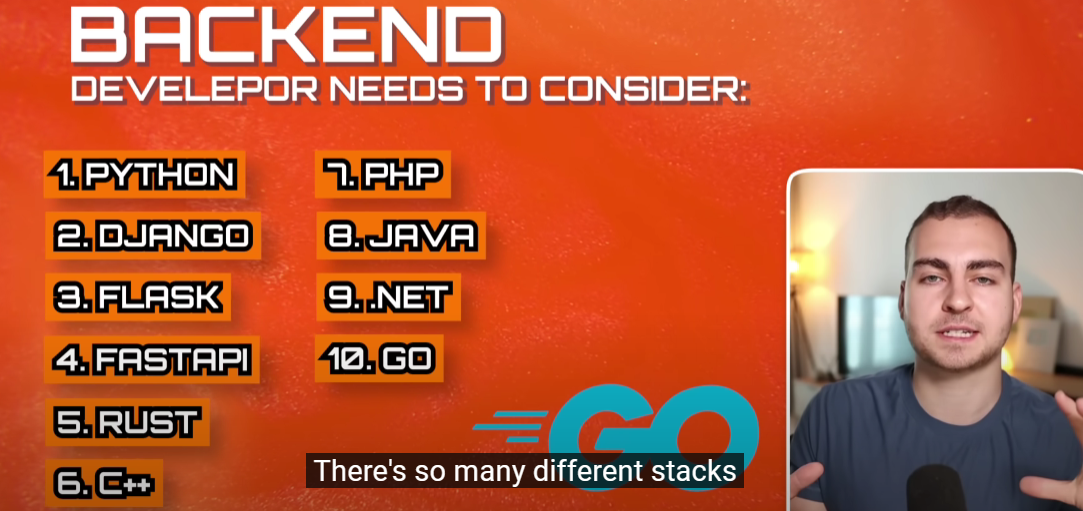 BACKEND
DEVELEPOR NEEDS TO CONSIDER:
1. PYTHON
2. DJANGO
3. FLASK
4. FASTAPI
5. RUST
6. C++
7. PHP
8. JAVA
9. .NET
10. GO
GO
There's so many different stacks